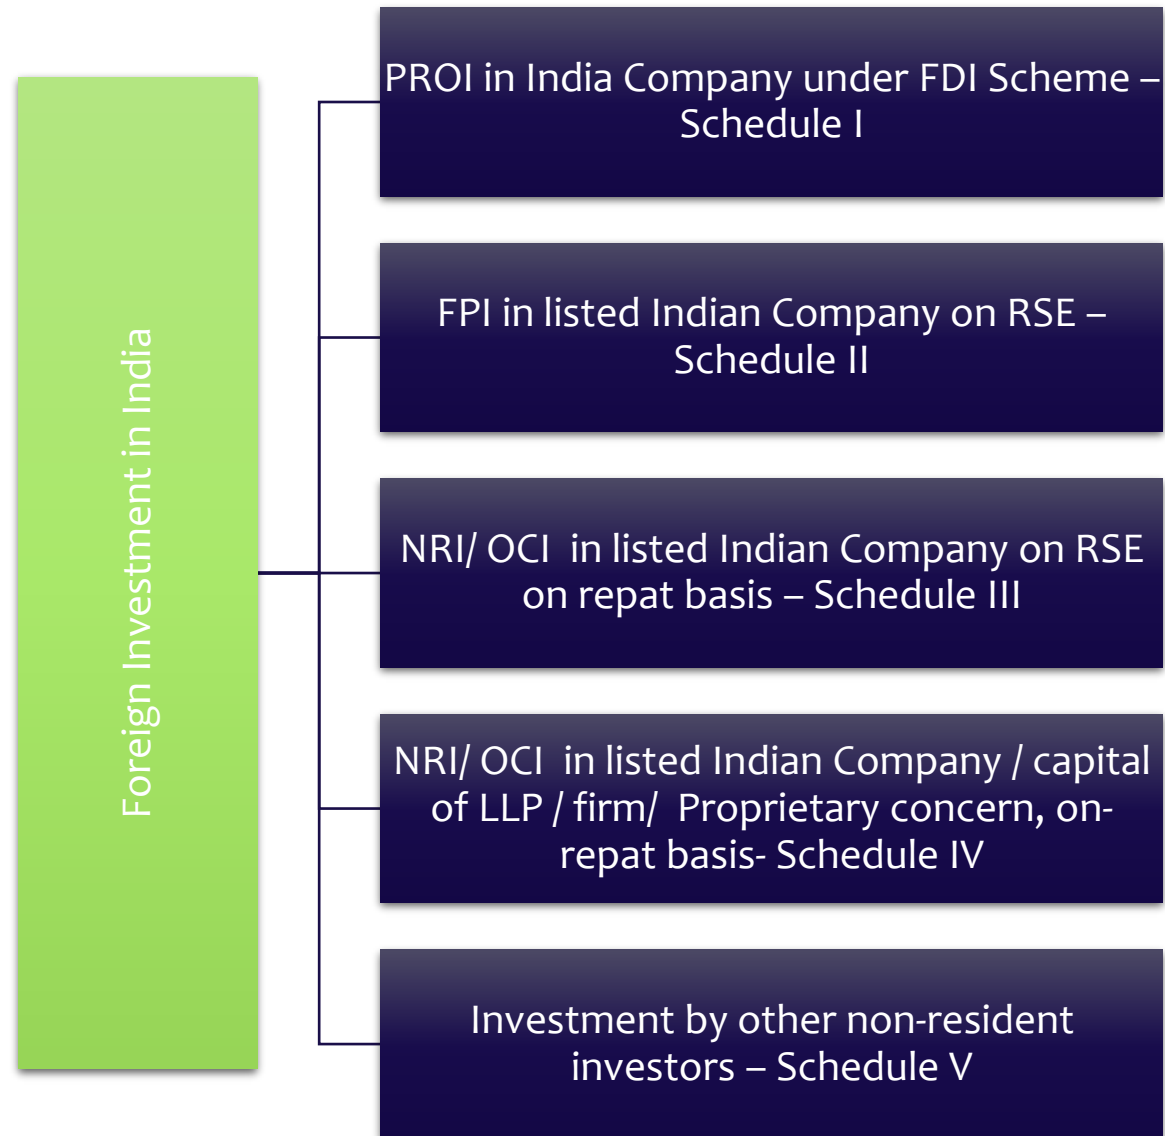 Foreign Investment in India
PROI in India Company under FDI Scheme –
Schedule I
FPI in listed Indian Company on RSE –
Schedule II
NRI/ OCI  in listed Indian Company on RSE
on repat basis – Schedule III
NRI/ OCI  in listed Indian Company / capital
of LLP / firm/  Proprietary concern, on-
repat basis- Schedule IV
Investment by other non-resident
investors – Schedule V